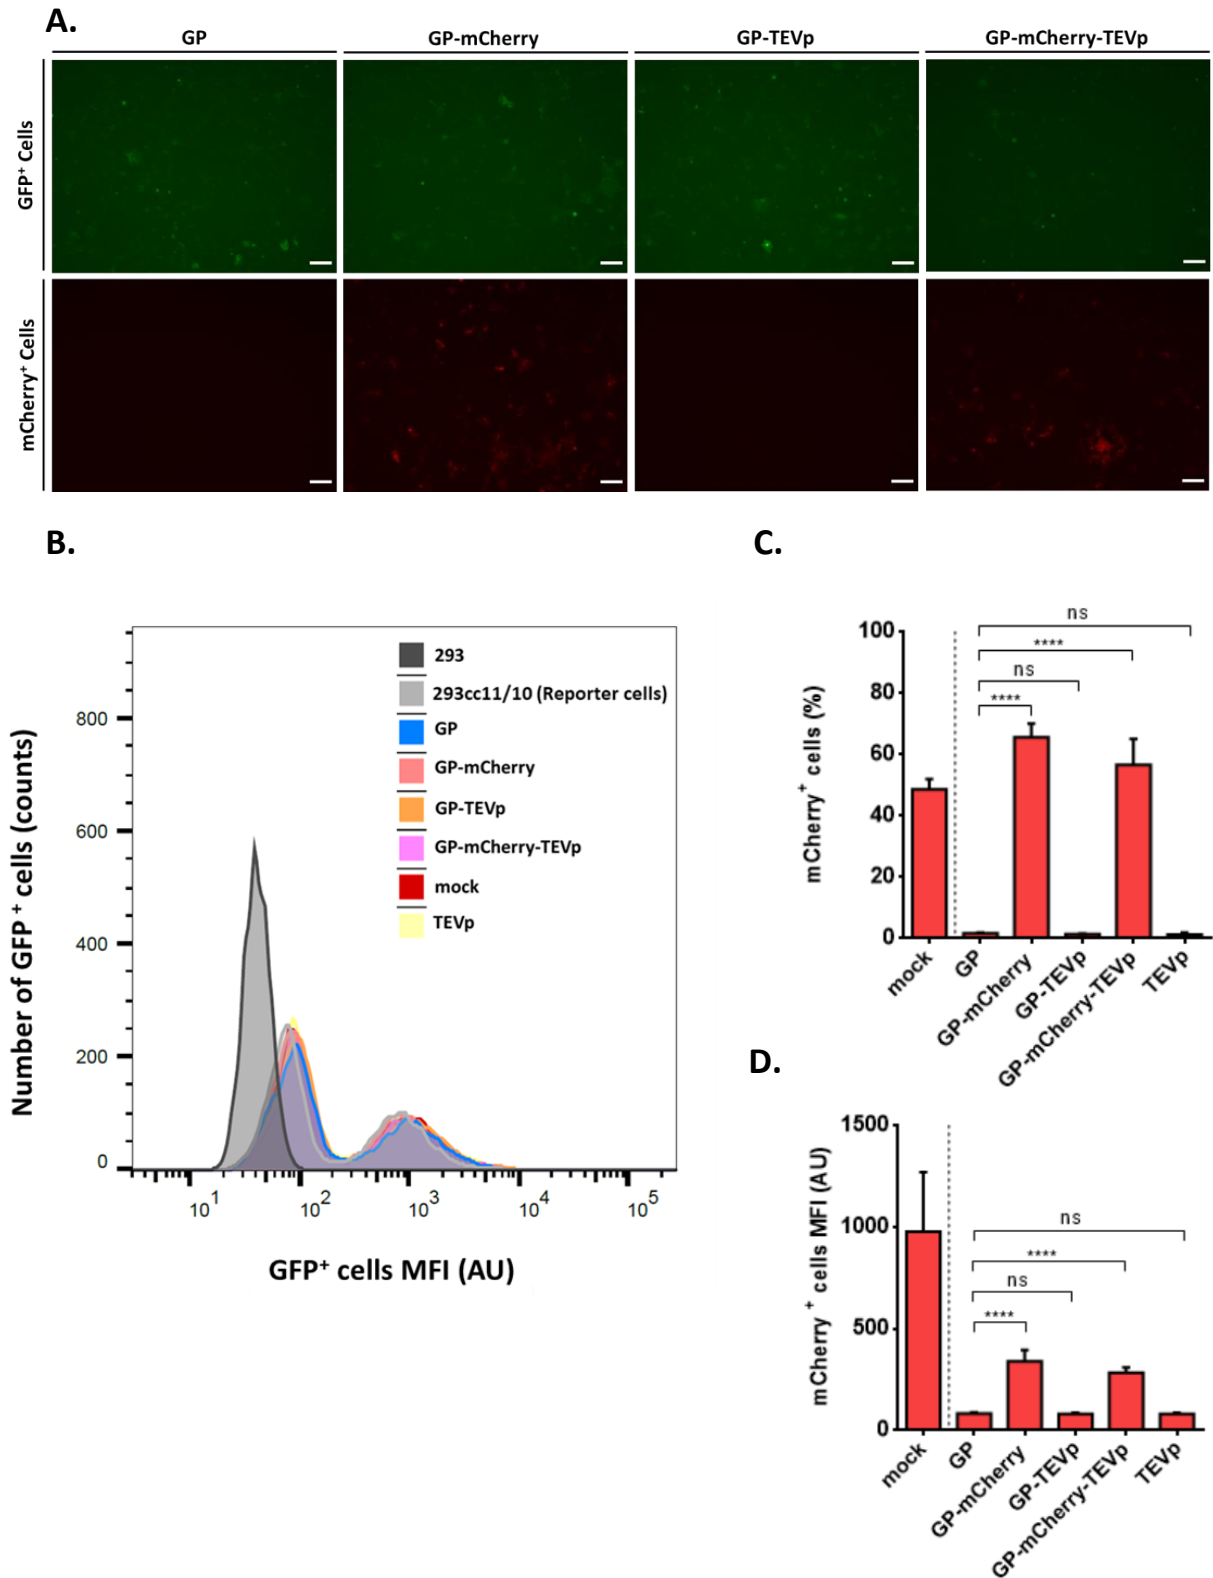 A.
GP GP-mCherry GP-TEVp GP-mCherry-TEVp
GFP+ Cells
mCherry+ Cells
B.
Number of GFP + cells (counts)
800
600
400
200
0
10^1 10^2 10^3 10^4 10^5
GFP+ cells MFI (AU)
293
293cc11/10 (Reporter cells)
GP
GP-mCherry
GP-TEVp
GP-mCherry-TEVp
mock
TEVp
C.
mCherry+ cells (%)
100
80
60
40
20
0
ns
****
ns
****
mock GP GP-mCherry GP-TEVp GP-mCherry-TEVp TEVp
D.
mCherry + cells MFI (AU)
1500
1000
500
0
ns
****
ns
****
mock GP GP-mCherry GP-TEVp GP-mCherry-TEVp TEVp